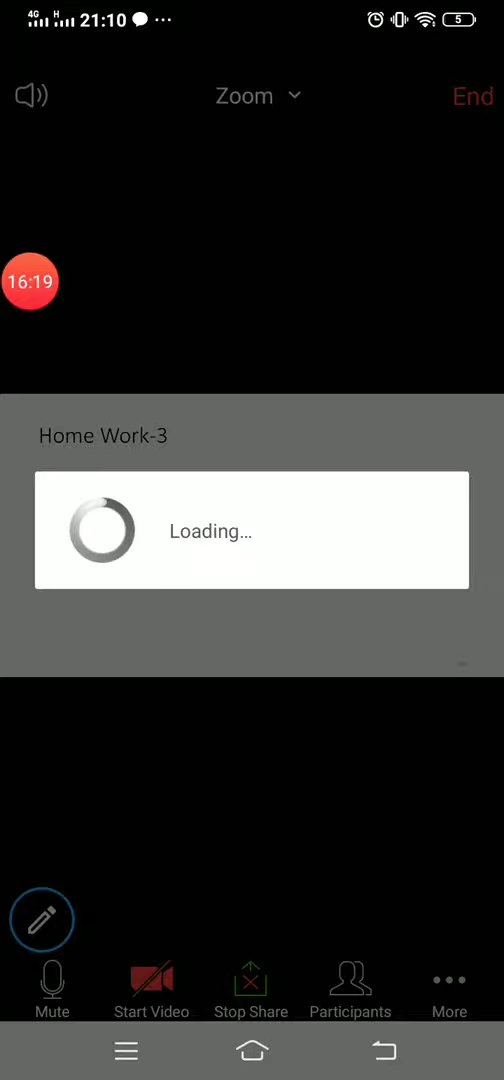 4G H 21:10 ... 5
Zoom End
16:19
Home Work-3
Loading...
Mute Start Video Stop Share Participants More